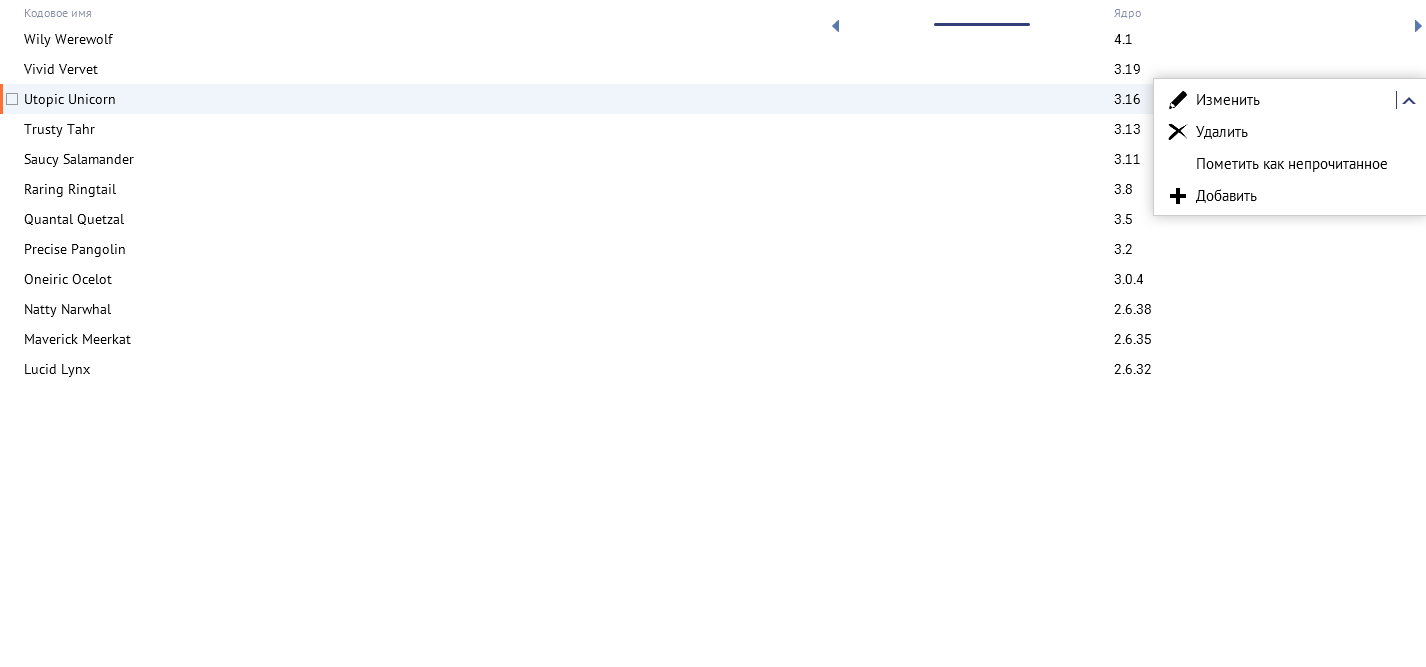 Кодовое имя Ядро
Wily Werewolf 4.1
Vivid Vervet 3.19
Utopic Unicorn 3.16 Изменить
Trusty Tahr 3.13 Удалить
Saucy Salamander 3.11 Пометить как непрочитанное
Raring Ringtail 3.8 Добавить
Quantal Quetzal 3.5
Precise Pangolin 3.2
Oneiric Ocelot 3.0.4
Natty Narwhal 2.6.38
Maverick Meerkat 2.6.35
Lucid Lynx 2.6.32